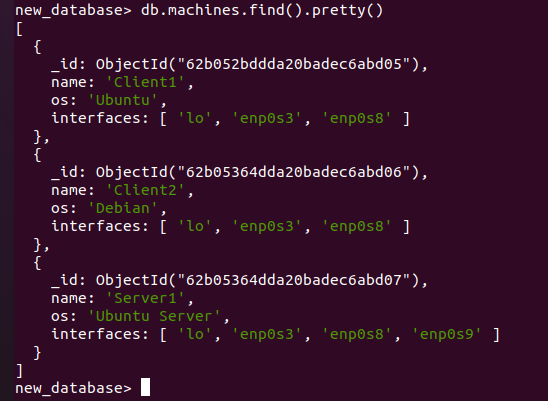 new_database> db.machines.find().pretty()
[
  {
    _id: ObjectId("62b052bddda20badec6abd05"),
    name: 'Client1',
    os: 'Ubuntu',
    interfaces: [ 'lo', 'enp0s3', 'enp0s8' ]
  },
  {
    _id: ObjectId("62b05364dda20badec6abd06"),
    name: 'Client2',
    os: 'Debian',
    interfaces: [ 'lo', 'enp0s3', 'enp0s8' ]
  },
  {
    _id: ObjectId("62b05364dda20badec6abd07"),
    name: 'Server1',
    os: 'Ubuntu Server',
    interfaces: [ 'lo', 'enp0s3', 'enp0s8', 'enp0s9' ]
  }
]
new_database>